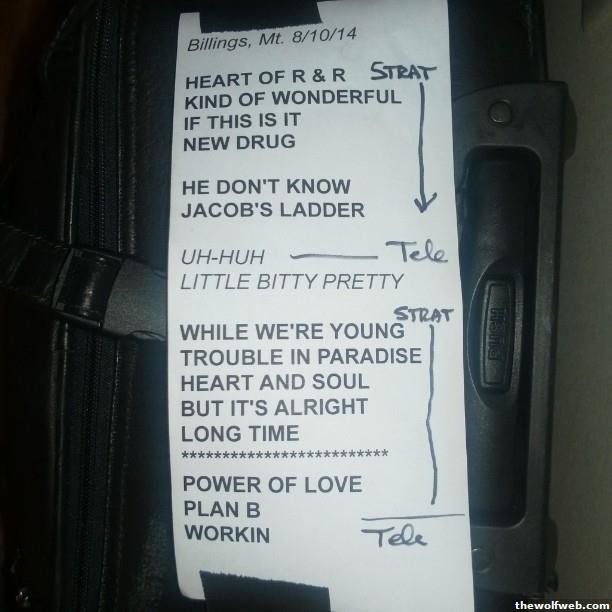 Billings, Mt. 8/10/14
HEART OF R & R STRAT
KIND OF WONDERFUL
IF THIS IS IT
NEW DRUG
HE DON'T KNOW
JACOB'S LADDER
UH-HUH Tele
LITTLE BITTY PRETTY
STRAT
WHILE WE'RE YOUNG
TROUBLE IN PARADISE
HEART AND SOUL
BUT IT'S ALRIGHT
LONG TIME
*************************
POWER OF LOVE
PLAN B
WORKIN Tele
thewolfweb.com